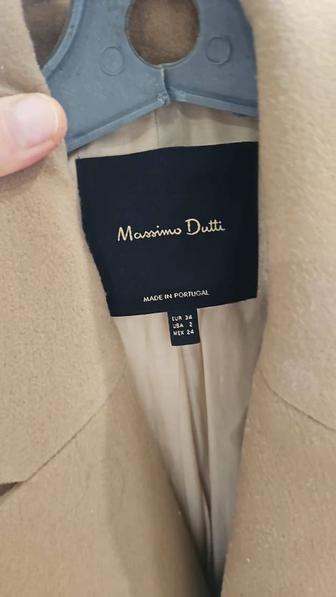 Massimo Dutti
MADE IN PORTUGAL
EUR 34
USA 2
MEX 24